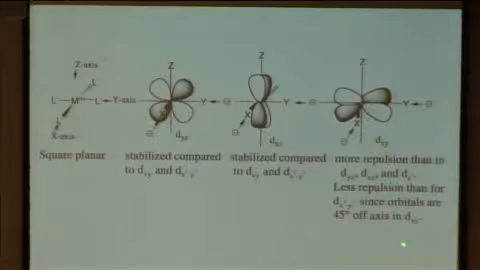 Z-axis
L
L M L Y-axis
L
X-axis
Z
Y
X
d_yz
Z
Y
X
d_xz
Z
Y
X
d_xy
Square planar
stabilized compared
to d_xy and d_x²-y²
stabilized compared
to d_xy and d_x²-y²
more repulsion than in
d_yz, d_xz, and d_z².
Less repulsion than for
d_x²-y² since orbitals are
45° off axis in d_xy.